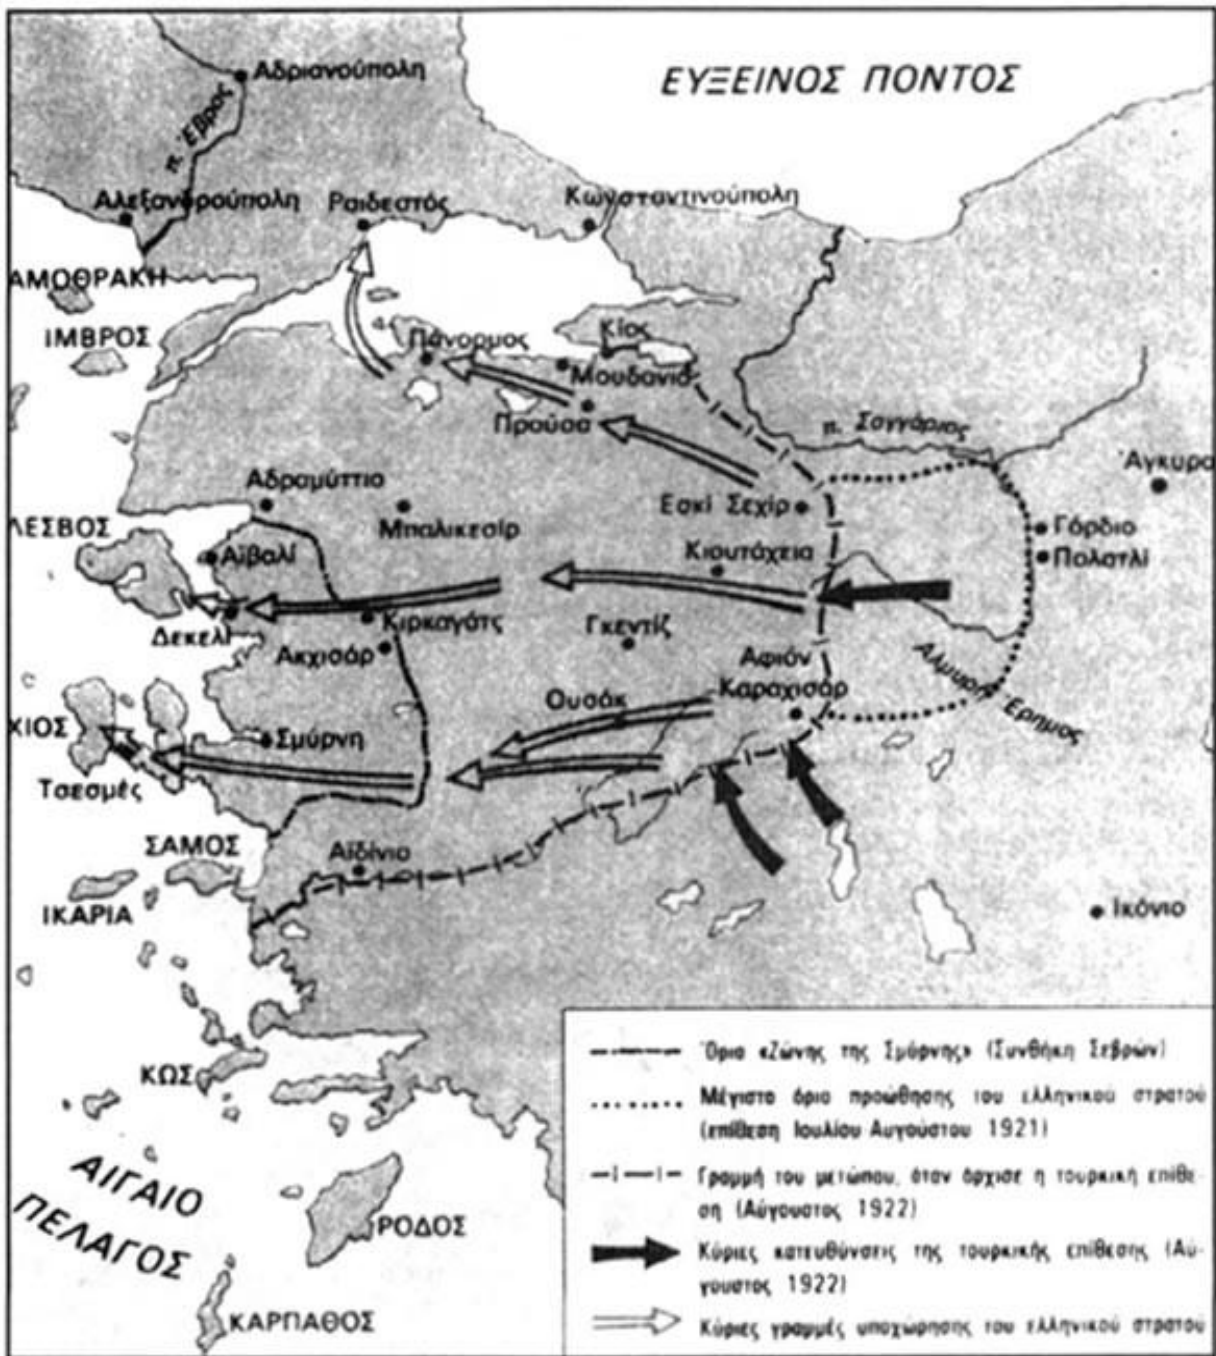 ΕΥΞΕΙΝΟΣ ΠΟΝΤΟΣ
Αδριανούπολη
π. Έβρος
Αλεξανδρούπολη
Ραιδεστός
Κωνσταντινούπολη
ΑΜΟΘΡΑΚΗ
ΙΜΒΡΟΣ
Πάνορμος
Κίος
Μουδανιά
Προύσα
π. Σαγγάριος
Άγκυρα
Αδραμύττιο
Μπαλικεσίρ
Εσκί Σεχίρ
Γόρδιο
Πολατλί
ΛΕΣΒΟΣ
Αϊβαλί
Κιουτάχεια
Δεκελί
Κιρκαγάτς
Ακχισάρ
Γκεντίζ
Αφιόν
Καραχισάρ
Αλμυρή Έρημος
Ουσάκ
ΧΙΟΣ
Σμύρνη
Τσεσμές
ΣΑΜΟΣ
Αϊδίνιο
ΙΚΑΡΙΑ
Ικόνιο
ΚΩΣ
ΑΙΓΑΙΟ
ΠΕΛΑΓΟΣ
ΡΟΔΟΣ
ΚΑΡΠΑΘΟΣ
Όρια «Ζώνης της Σμύρνης» (Συνθήκη Σεβρών)
Μέγιστο όριο προώθησης του ελληνικού στρατού
(επίθεση Ιουλίου Αυγούστου 1921)
Γραμμή του μετώπου, όταν άρχισε η τουρκική επίθε-
ση (Αύγουστος 1922)
Κύριες κατευθύνσεις της τουρκικής επίθεσης (Αύ-
γουστος 1922)
Κύριες γραμμές υποχώρησης του ελληνικού στρατού